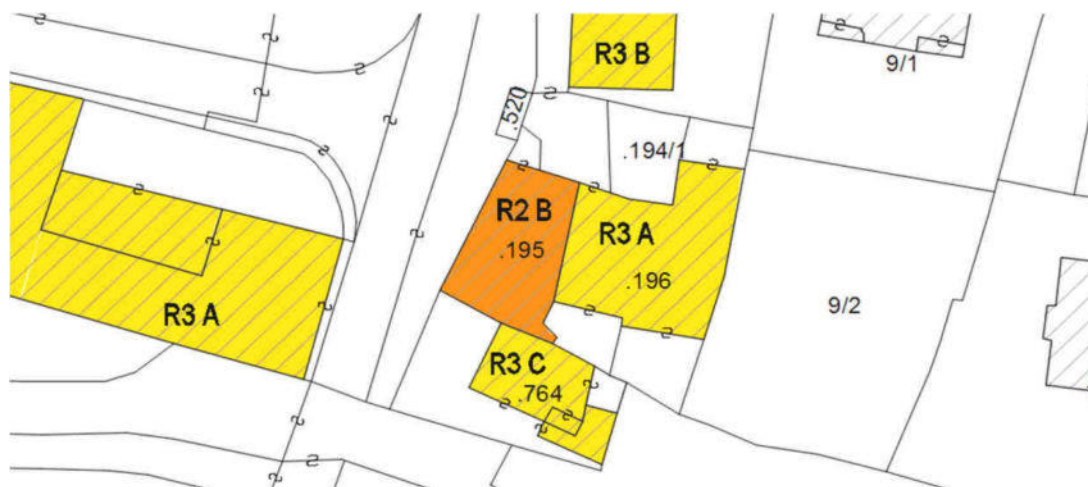 R3 B
9/1
.520
.194/1
R2 B
.195
R3 A
.196
9/2
R3 A
R3 C
.764